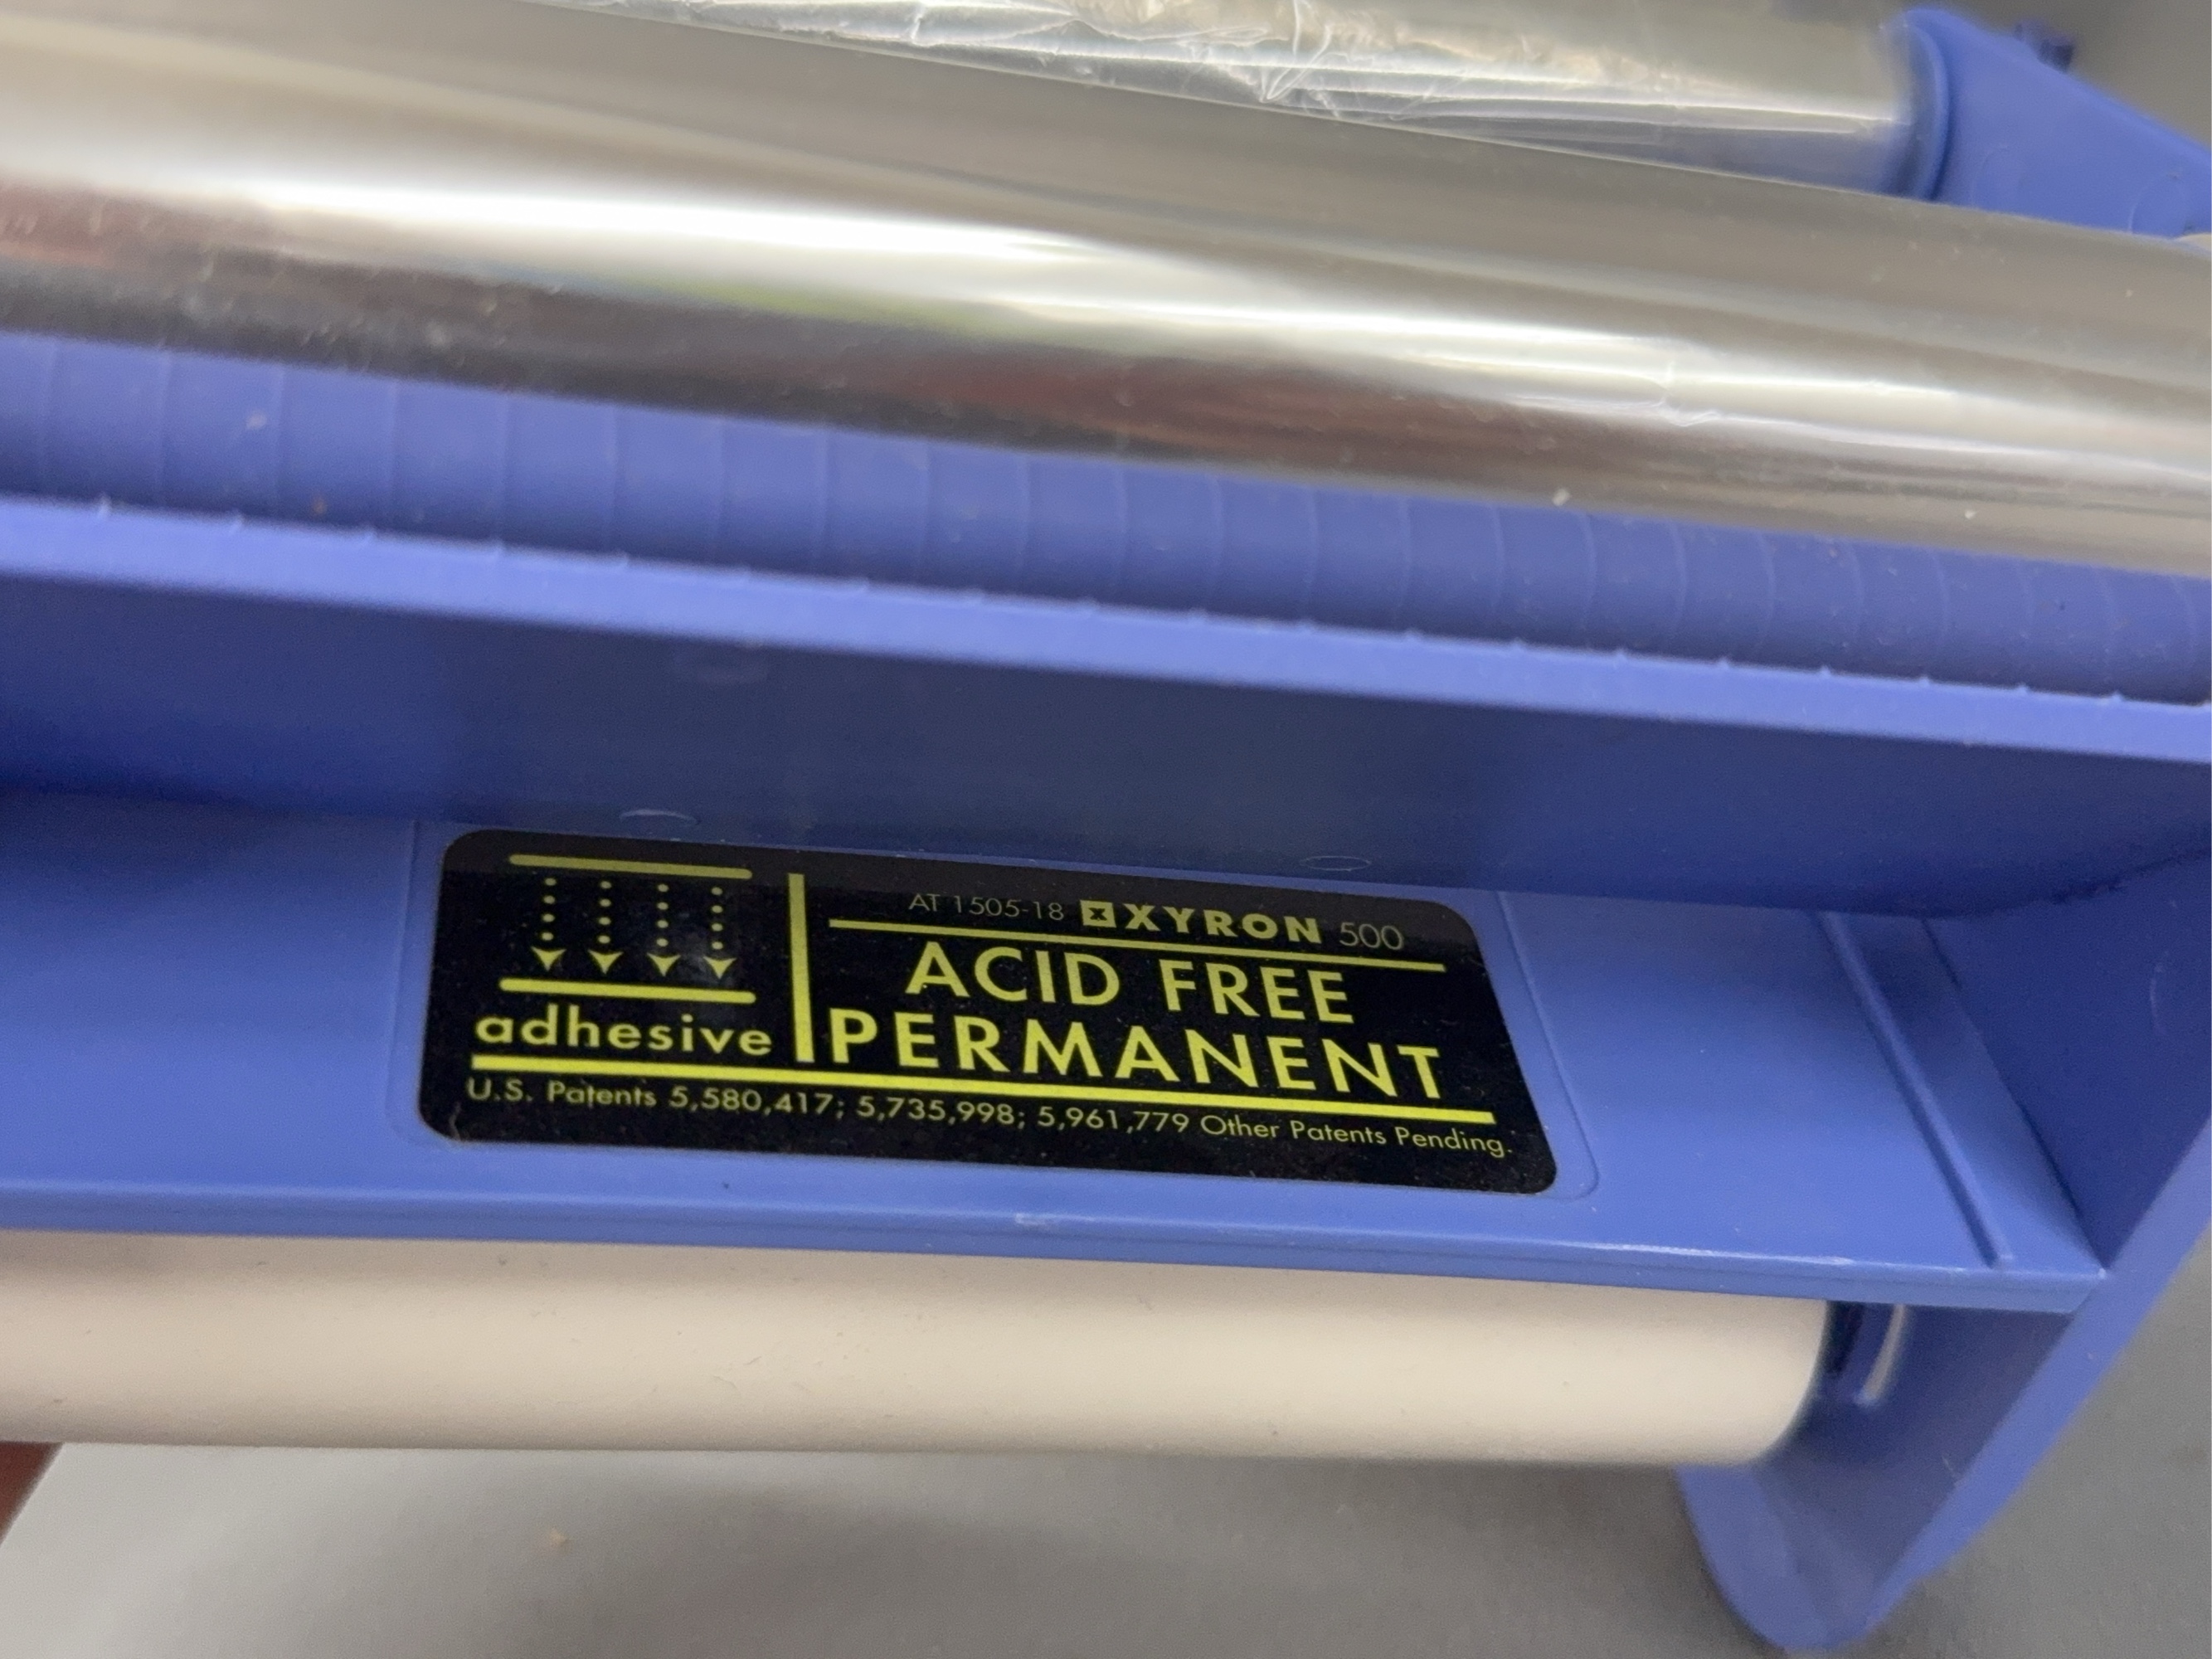 AT 1505-18 XYRON 500
ACID FREE
PERMANENT
adhesive
U.S. Patents 5,580,417; 5,735,998; 5,961,779 Other Patents Pending.